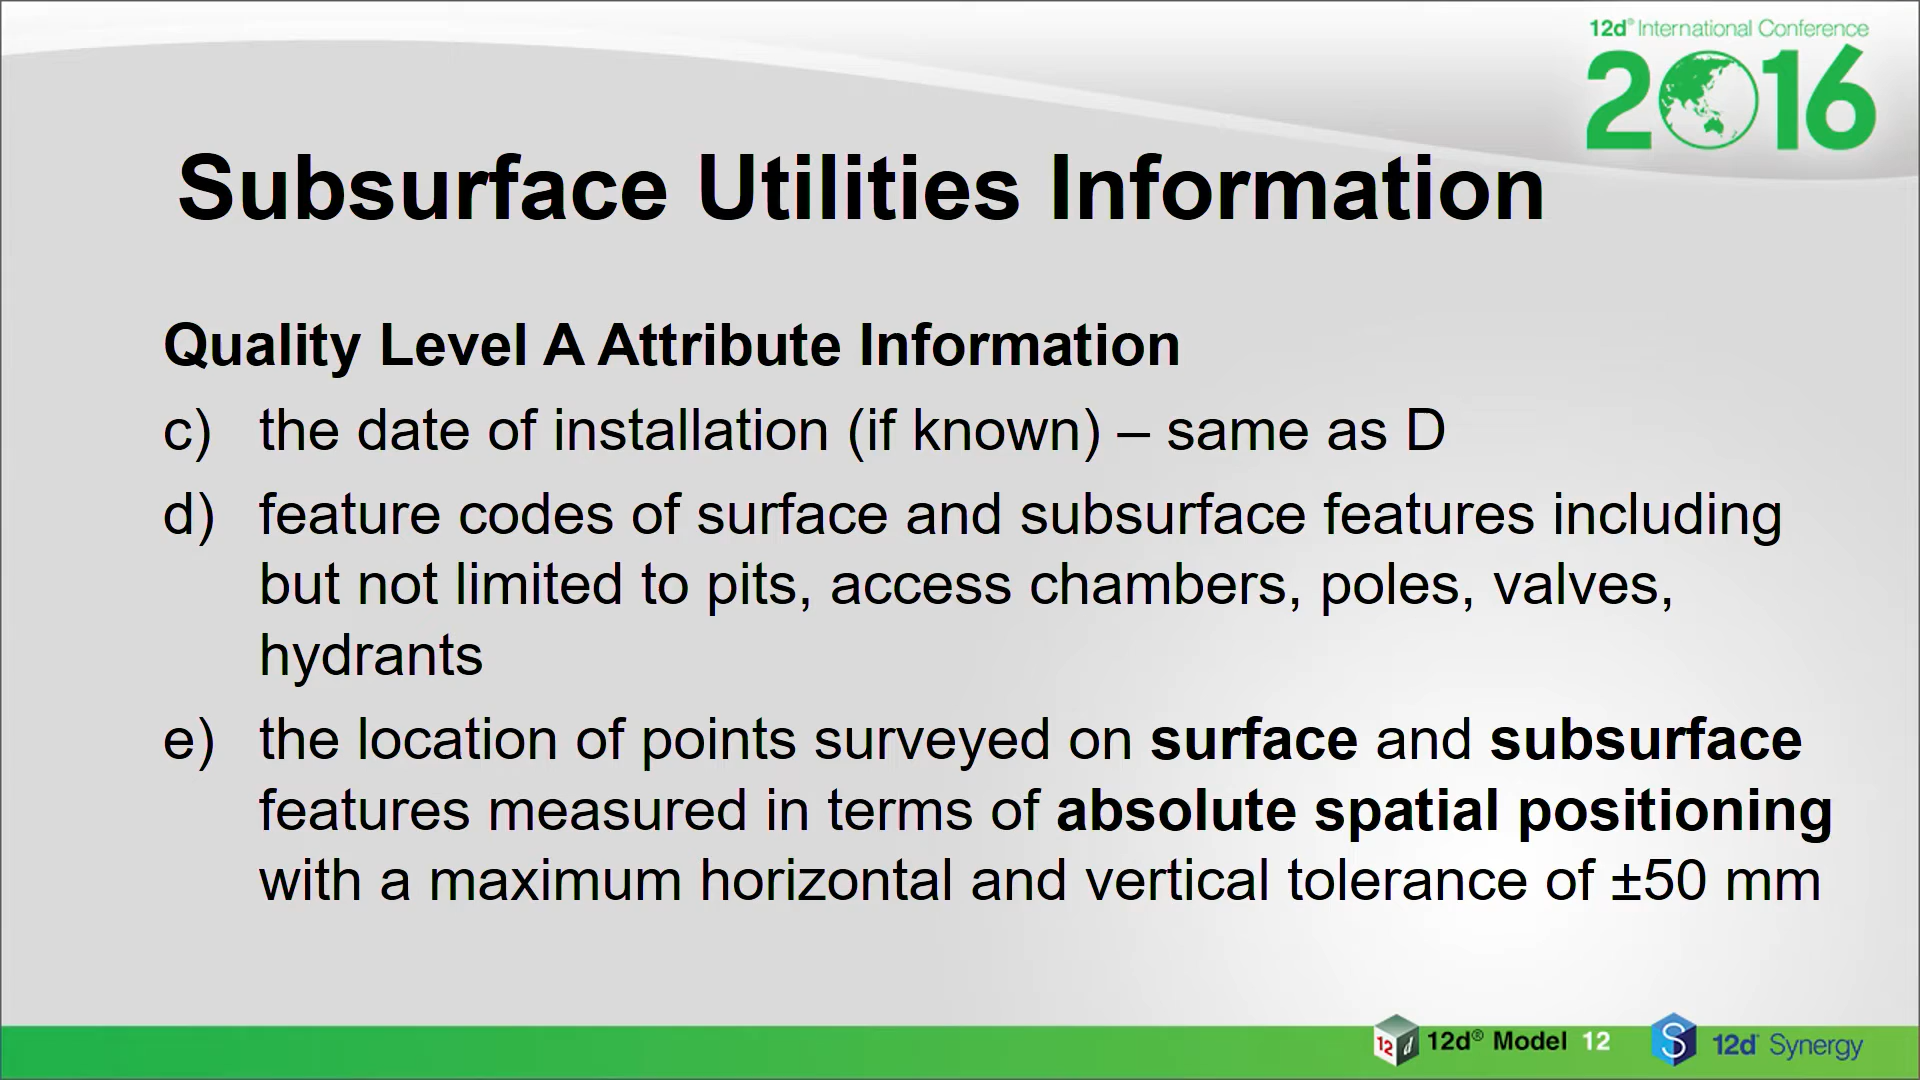 12d® International Conference
2016
Subsurface Utilities Information
Quality Level A Attribute Information
c) the date of installation (if known) – same as D
d) feature codes of surface and subsurface features including
but not limited to pits, access chambers, poles, valves,
hydrants
e) the location of points surveyed on surface and subsurface
features measured in terms of absolute spatial positioning
with a maximum horizontal and vertical tolerance of ±50 mm
12 d 12d® Model 12 S 12d® Synergy